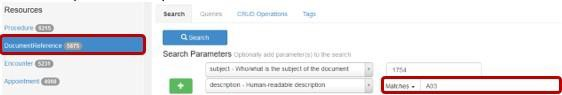 Resources
Search Queries CRUD Operations Tags
Procedure 6215
DocumentReference 5875
Search
Encounter 5231
Search Parameters Optionally add parameter(s) to the search
Appointment 4998
subject - Who/what is the subject of the document 1754
+ description - Human-readable description Matches A03